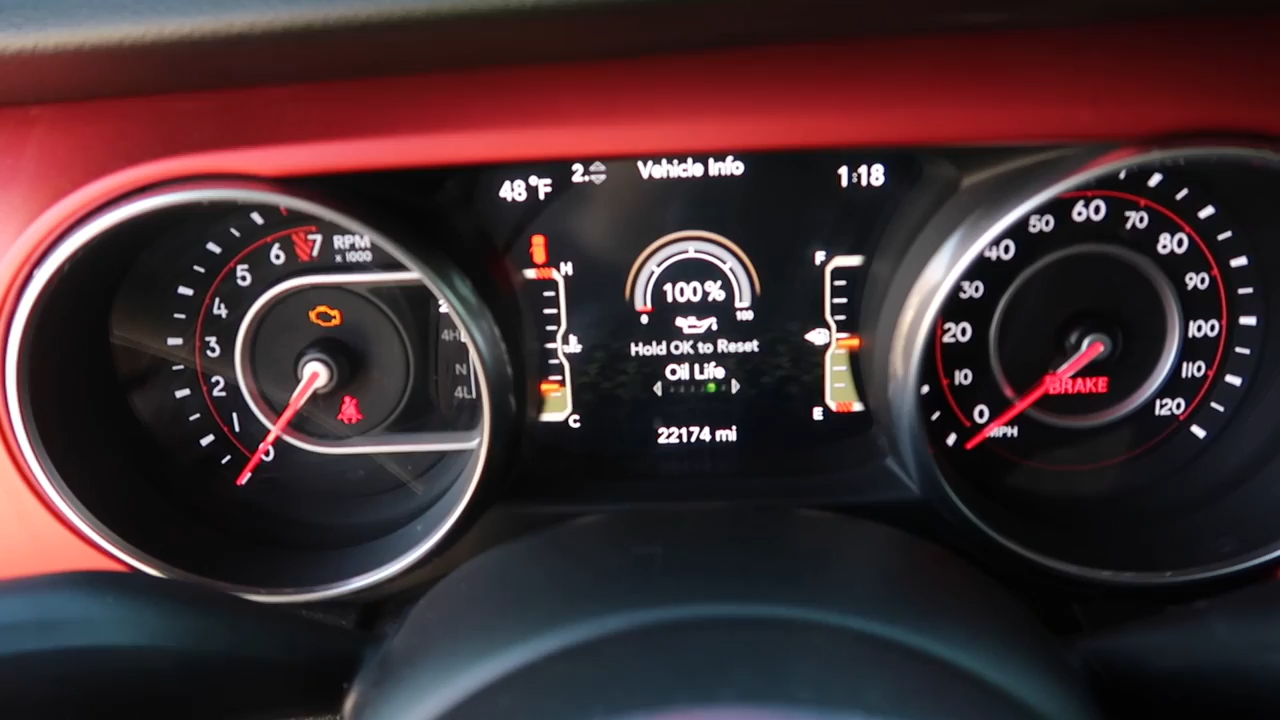 7
6
5
4
3
2
1
0
RPM
x 1000
4H
N
4L
48°F
2.
Vehicle Info
1:18
H
C
100%
0
100
Hold OK to Reset
Oil Life
22174 mi
F
E
0
10
20
30
40
50
60
70
80
90
100
110
120
MPH
BRAKE